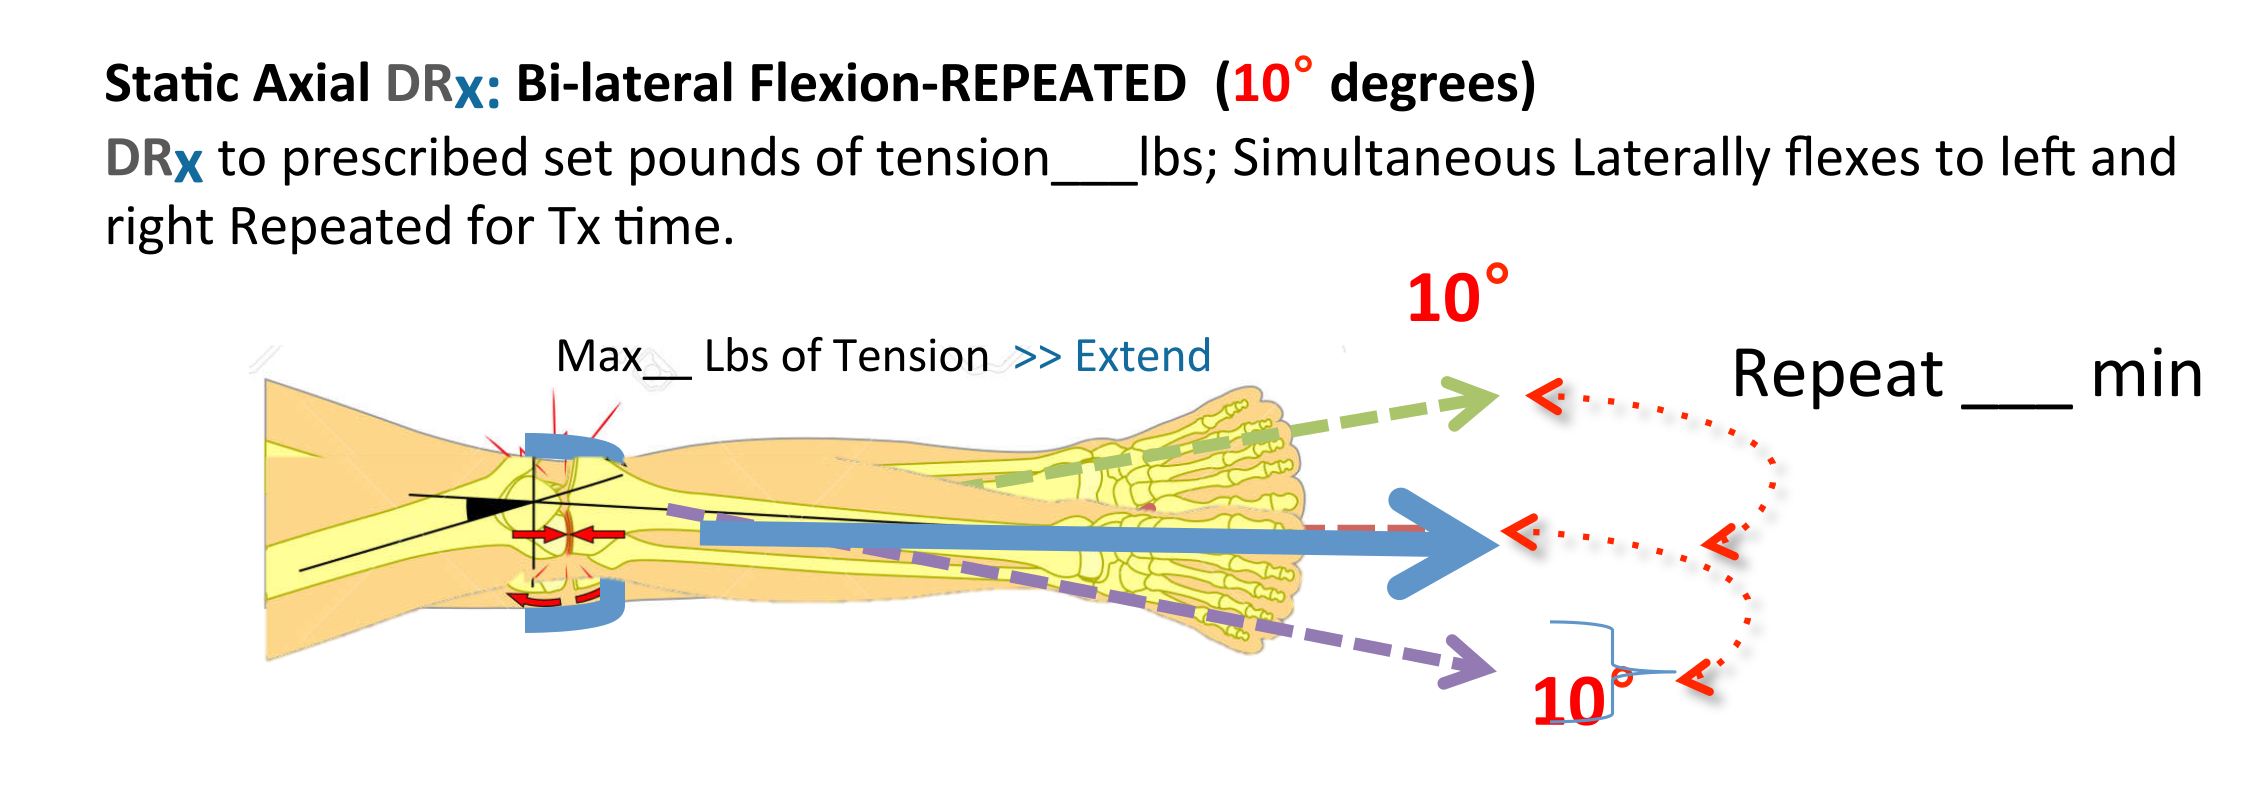 Static Axial DRx: Bi-lateral Flexion-REPEATED (10° degrees)
DRx to prescribed set pounds of tension___lbs; Simultaneous Laterally flexes to left and
right Repeated for Tx time.
10°
Max__ Lbs of Tension >> Extend
Repeat ___ min
10°